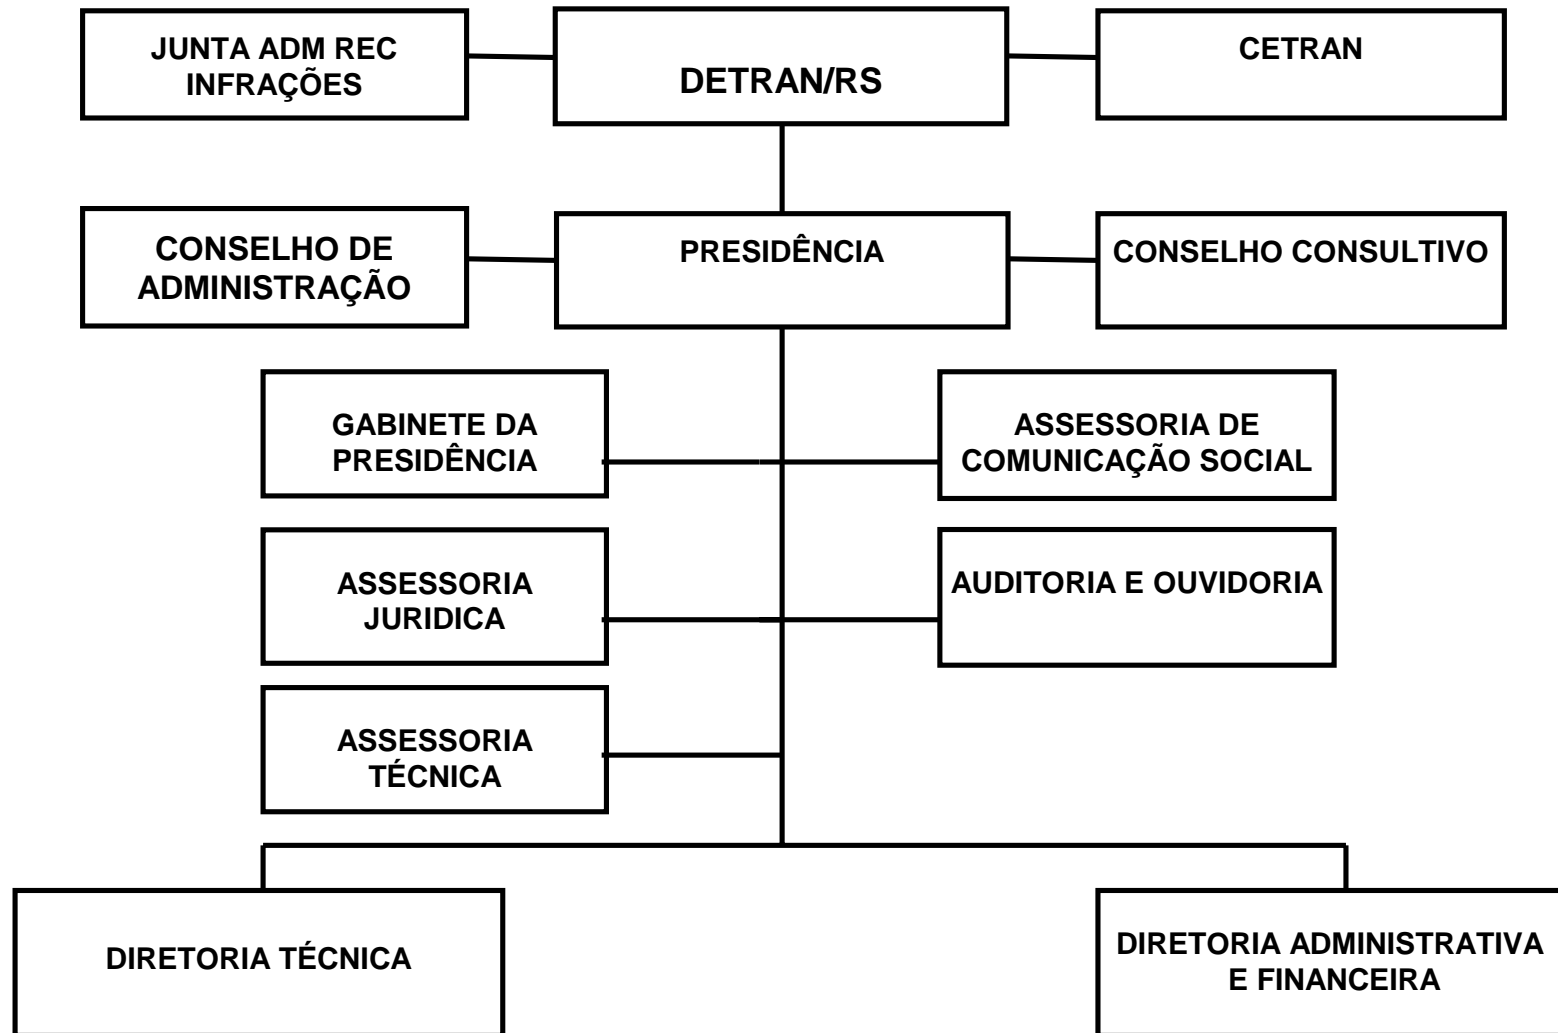 JUNTA ADM REC
INFRAÇÕES
DETRAN/RS
CETRAN
CONSELHO DE
ADMINISTRAÇÃO
PRESIDÊNCIA
CONSELHO CONSULTIVO
GABINETE DA
PRESIDÊNCIA
ASSESSORIA DE
COMUNICAÇÃO SOCIAL
ASSESSORIA
JURIDICA
AUDITORIA E OUVIDORIA
ASSESSORIA
TÉCNICA
DIRETORIA TÉCNICA
DIRETORIA ADMINISTRATIVA
E FINANCEIRA